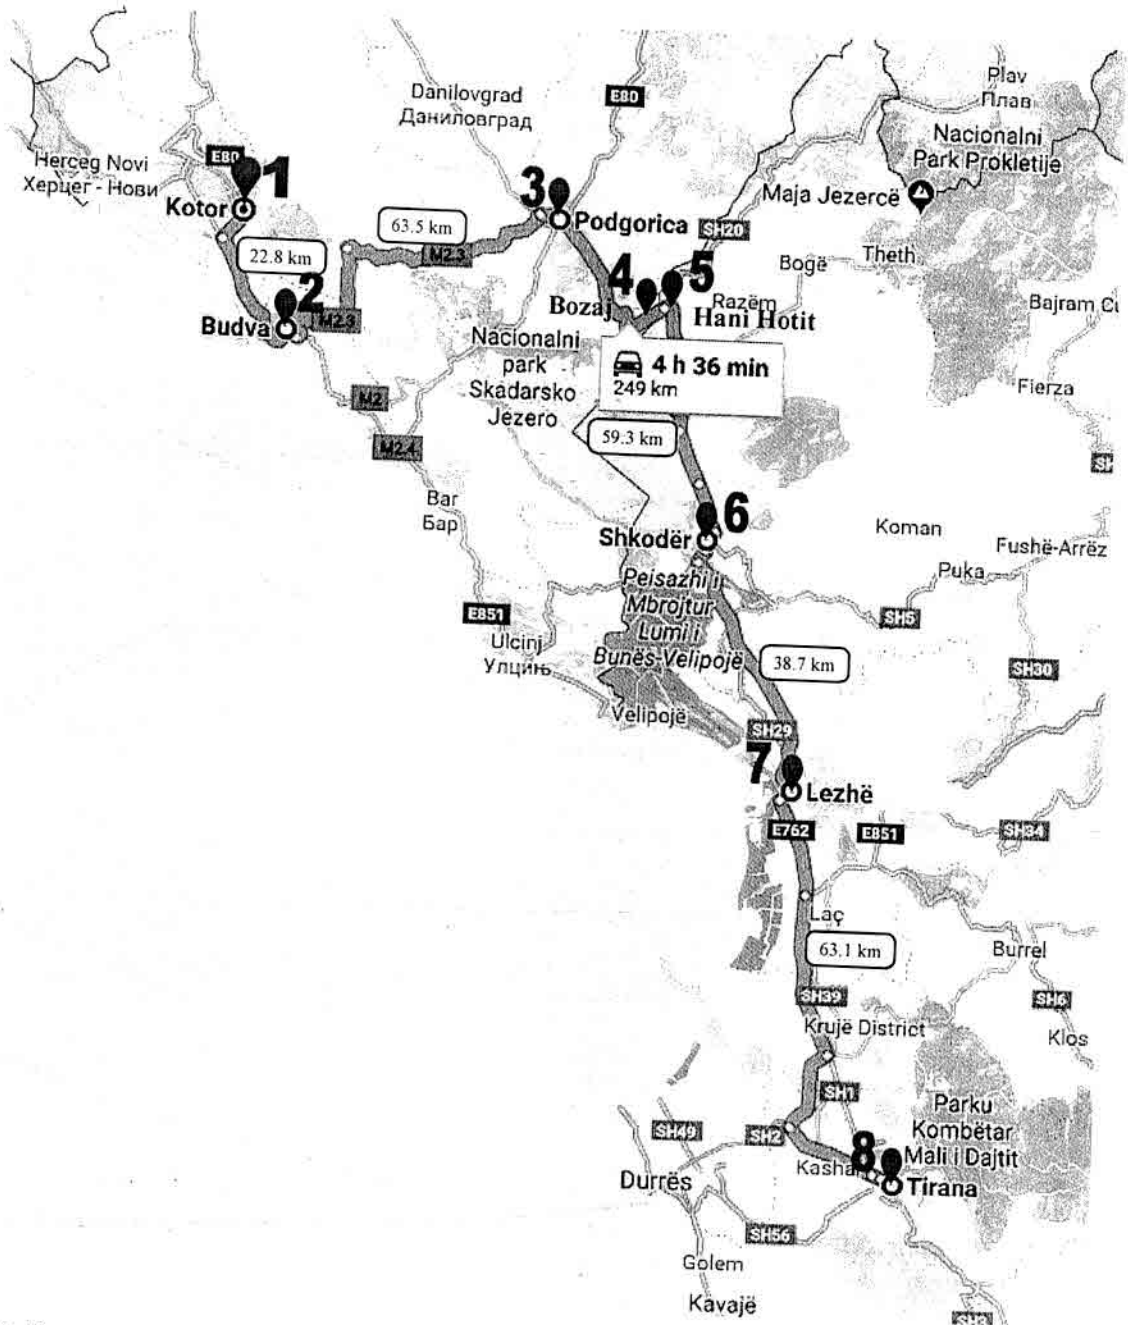 Plav
Плав
Danilovgrad
Даниловград
E80
Nacionalni
Park Prokletije
Herceg Novi
Херцег - Нови
E80
1
Kotor
3
63.5 km
Podgorica
Maja Jezercë
SH20
M2.3
22.8 km
Theth
Bogë
2
4
5
Budva
M2.3
Bozaj
Razëm
Hani Hotit
Bajram
Nacionalni
park
Skadarsko
Jezero
4 h 36 min
249 km
Fierza
M2
59.3 km
M2.4
Bar
Бар
6
Shkodër
Koman
Fushë-Arrëz
Puka
Peisazhi i
Mbrojtur
Lumi i
Bunës-Velipojë
E851
SH5
Ulcinj
Улцињ
38.7 km
SH30
Velipojë
SH29
7
Lezhë
E762
E851
SH34
Laç
63.1 km
Burrel
SH39
SH6
Krujë District
Klos
SH1
Parku
Kombëtar
Mali i Dajtit
SH49
SH2
8
Kashar
Durrës
Tirana
SH56
Golem
Kavajë
SH3